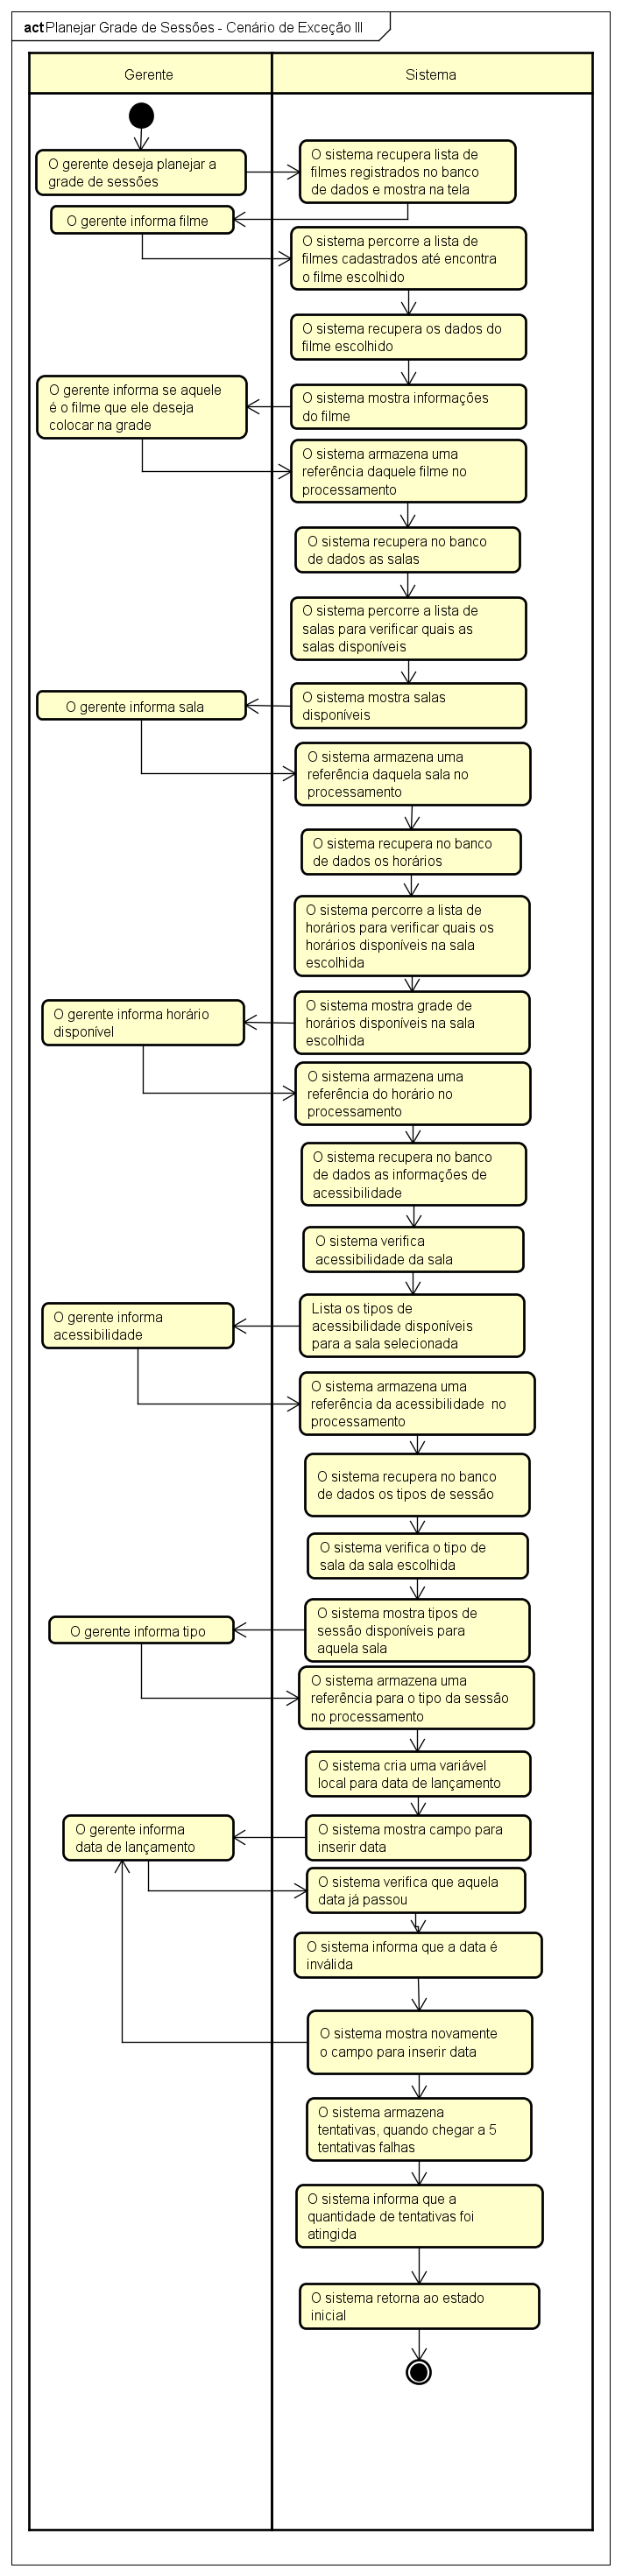 act Planejar Grade de Sessões - Cenário de Exceção III
Gerente
Sistema
O gerente deseja planejar a
grade de sessões
O sistema recupera lista de
filmes registrados no banco
de dados e mostra na tela
O gerente informa filme
O sistema percorre a lista de
filmes cadastrados até encontra
o filme escolhido
O sistema recupera os dados do
filme escolhido
O sistema mostra informações
do filme
O gerente informa se aquele
é o filme que ele deseja
colocar na grade
O sistema armazena uma
referência daquele filme no
processamento
O sistema recupera no banco
de dados as salas
O sistema percorre a lista de
salas para verificar quais as
salas disponíveis
O sistema mostra salas
disponíveis
O gerente informa sala
O sistema armazena uma
referência daquela sala no
processamento
O sistema recupera no banco
de dados os horários
O sistema percorre a lista de
horários para verificar quais os
horários disponíveis na sala
escolhida
O sistema mostra grade de
horários disponíveis na sala
escolhida
O gerente informa horário
disponível
O sistema armazena uma
referência do horário no
processamento
O sistema recupera no banco
de dados as informações de
acessibilidade
O sistema verifica
acessibilidade da sala
Lista os tipos de
acessibilidade disponíveis
para a sala selecionada
O gerente informa
acessibilidade
O sistema armazena uma
referência da acessibilidade  no
processamento
O sistema recupera no banco
de dados os tipos de sessão
O sistema verifica o tipo de
sala da sala escolhida
O sistema mostra tipos de
sessão disponíveis para
aquela sala
O gerente informa tipo
O sistema armazena uma
referência para o tipo da sessão
no processamento
O sistema cria uma variável
local para data de lançamento
O sistema mostra campo para
inserir data
O gerente informa
data de lançamento
O sistema verifica que aquela
data já passou
O sistema informa que a data é
inválida
O sistema mostra novamente
o campo para inserir data
O sistema armazena
tentativas, quando chegar a 5
tentativas falhas
O sistema informa que a
quantidade de tentativas foi
atingida
O sistema retorna ao estado
inicial